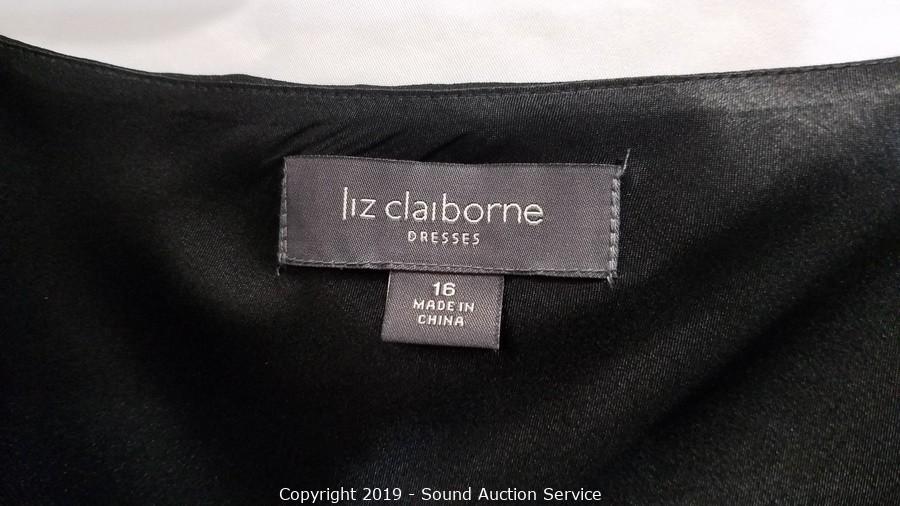 liz claiborne
DRESSES
16
MADE IN
CHINA
Copyright 2019 - Sound Auction Service